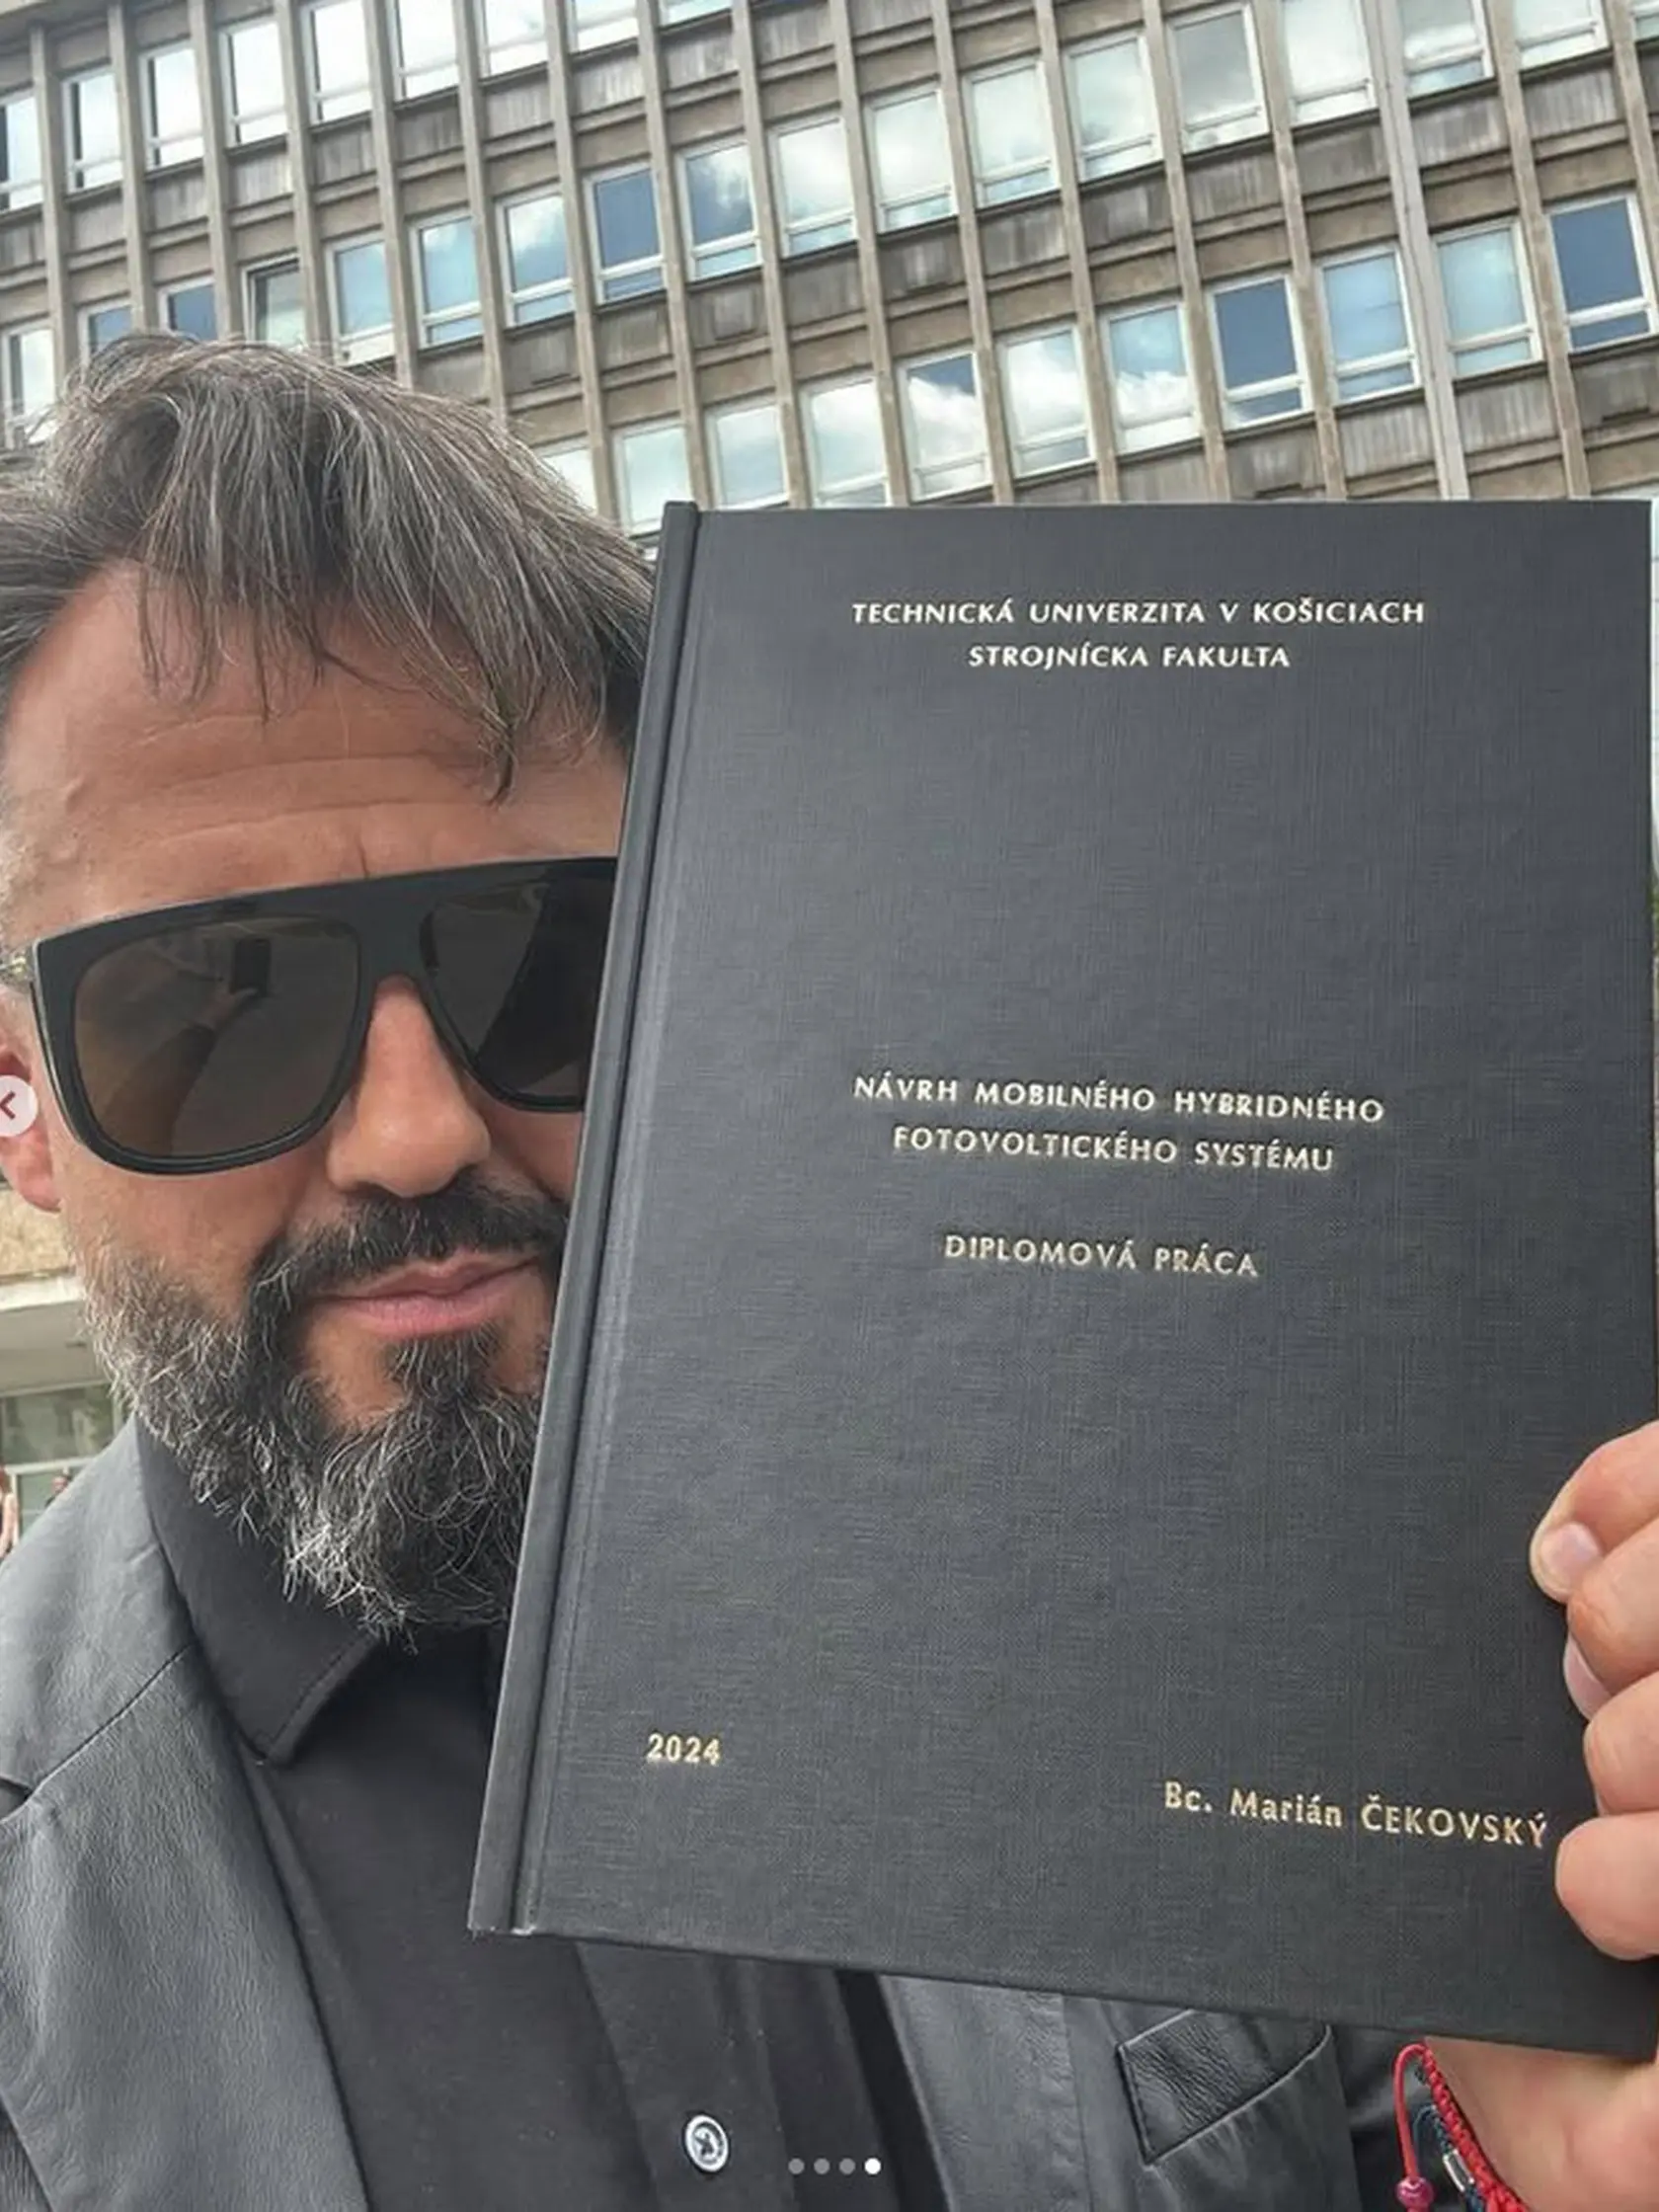 TECHNICKÁ UNIVERZITA V KOŠICIACH
STROJNÍCKA FAKULTA
NÁVRH MOBILNÉHO HYBRIDNÉHO
FOTOVOLTICKÉHO SYSTÉMU
DIPLOMOVÁ PRÁCA
2024
Bc. Marián ČEKOVSKÝ